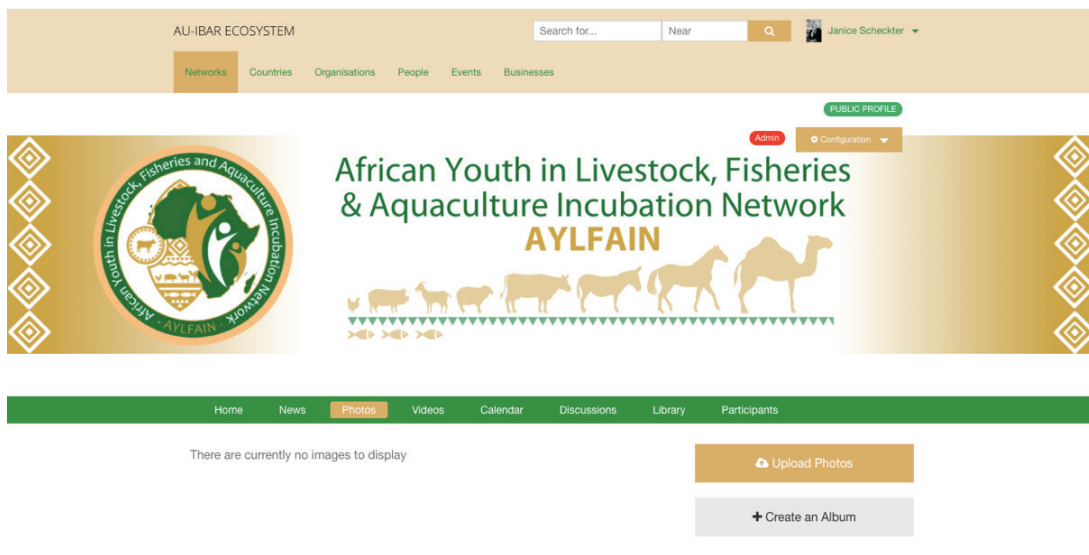 AU-IBAR ECOSYSTEM
Search for...
Near
Janice Scheckter
Networks Countries Organisations People Events Businesses
PUBLIC PROFILE
Admin
Configuration
African Youth in Livestock, Fisheries and Aquaculture Incubation Network
- AYLFAIN -
African Youth in Livestock, Fisheries
& Aquaculture Incubation Network
AYLFAIN
Home News Photos Videos Calendar Discussions Library Participants
There are currently no images to display
Upload Photos
+ Create an Album